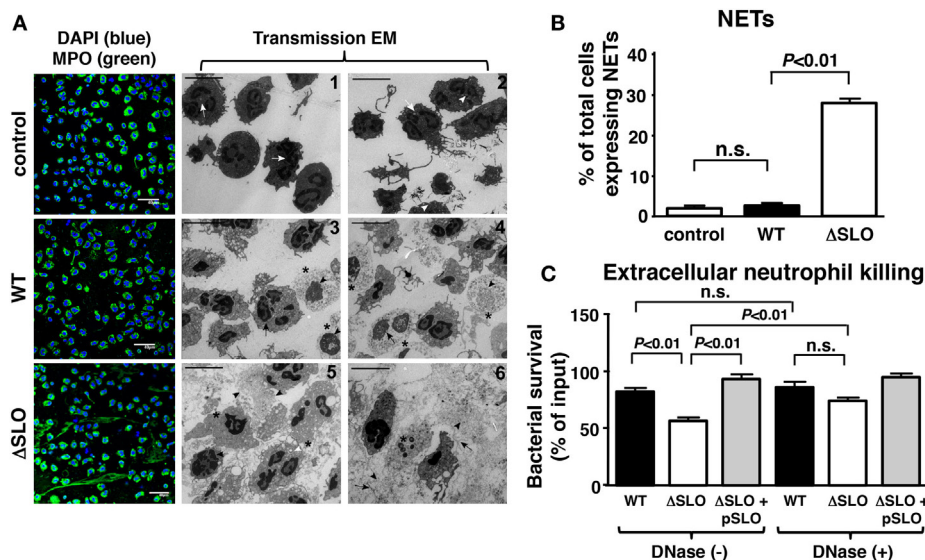 A
DAPI (blue)
MPO (green)
Transmission EM
control
1
2
WT
3
4
ΔSLO
5
6
*
*
*
*
*
*
*
*
*
B
NETs
% of total cells
expressing NETs
40
30
20
10
0
n.s.
P<0.01
control WT ΔSLO
C
Extracellular neutrophil killing
Bacterial survival
(% of input)
150
100
50
0
n.s.
P<0.01
P<0.01 P<0.01 n.s.
WT ΔSLO ΔSLO + WT ΔSLO ΔSLO +
pSLO pSLO
DNase (-) DNase (+)